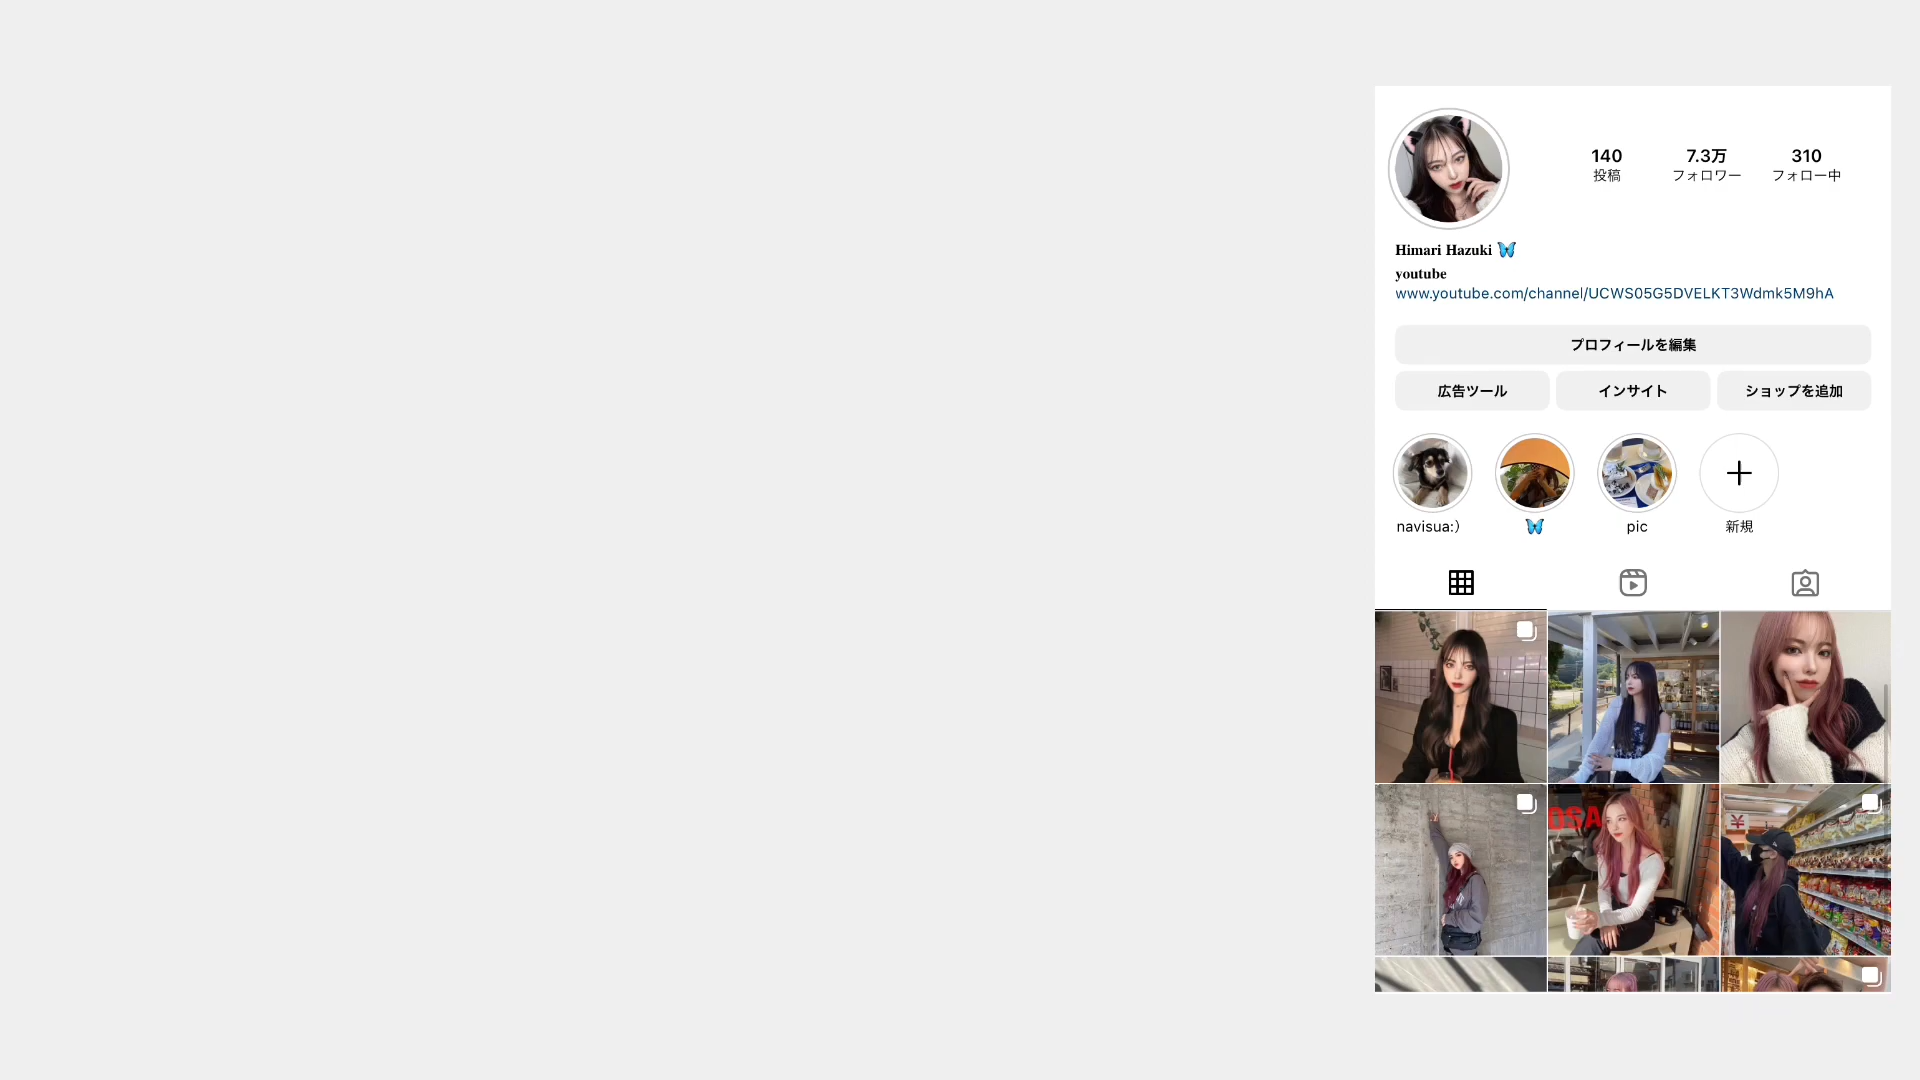 140
投稿
7.3万
フォロワー
310
フォロー中
Himari Hazuki 🦋
youtube
www.youtube.com/channel/UCWS05G5DVELKT3Wdmk5M9hA
プロフィールを編集
広告ツール
インサイト
ショップを追加
navisua:）
🦋
pic
新規
OSA
¥